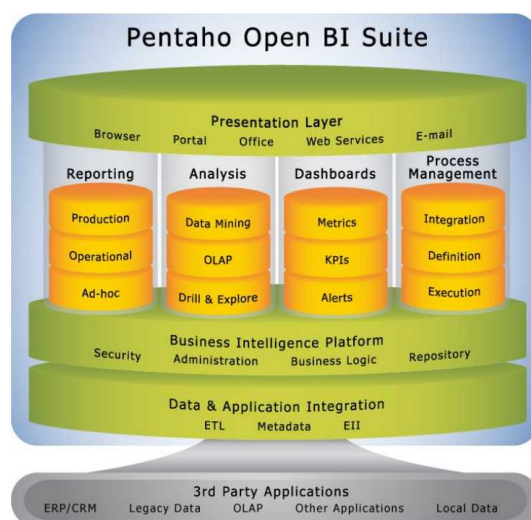 Pentaho Open BI Suite
Presentation Layer
Browser Portal Office Web Services E-mail
Reporting Analysis Dashboards Process Management
Production Data Mining Metrics Integration
Operational OLAP KPIs Definition
Ad-hoc Drill & Explore Alerts Execution
Business Intelligence Platform
Security Administration Business Logic Repository
Data & Application Integration
ETL Metadata EII
3rd Party Applications
ERP/CRM Legacy Data OLAP Other Applications Local Data